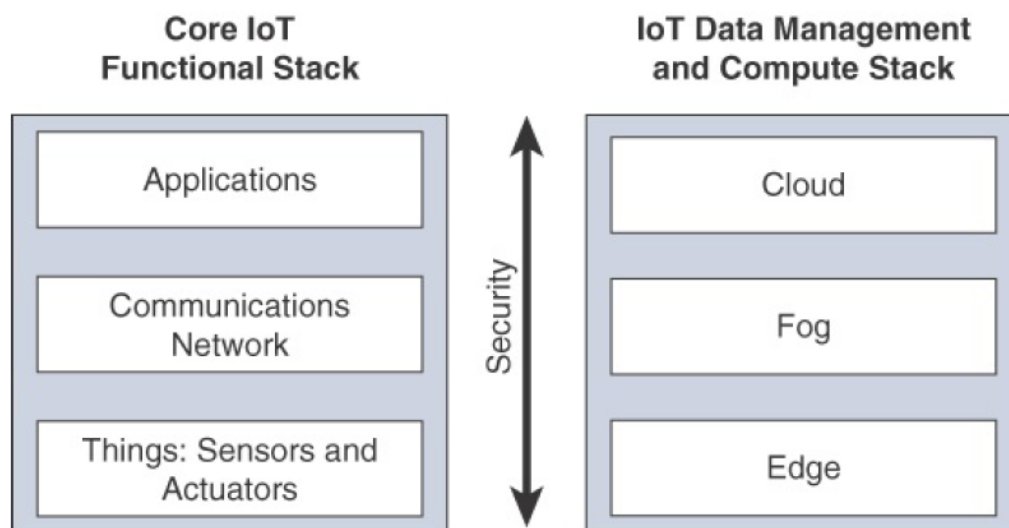 Core IoT
Functional Stack
Applications
Communications
Network
Things: Sensors and
Actuators
Security
IoT Data Management
and Compute Stack
Cloud
Fog
Edge